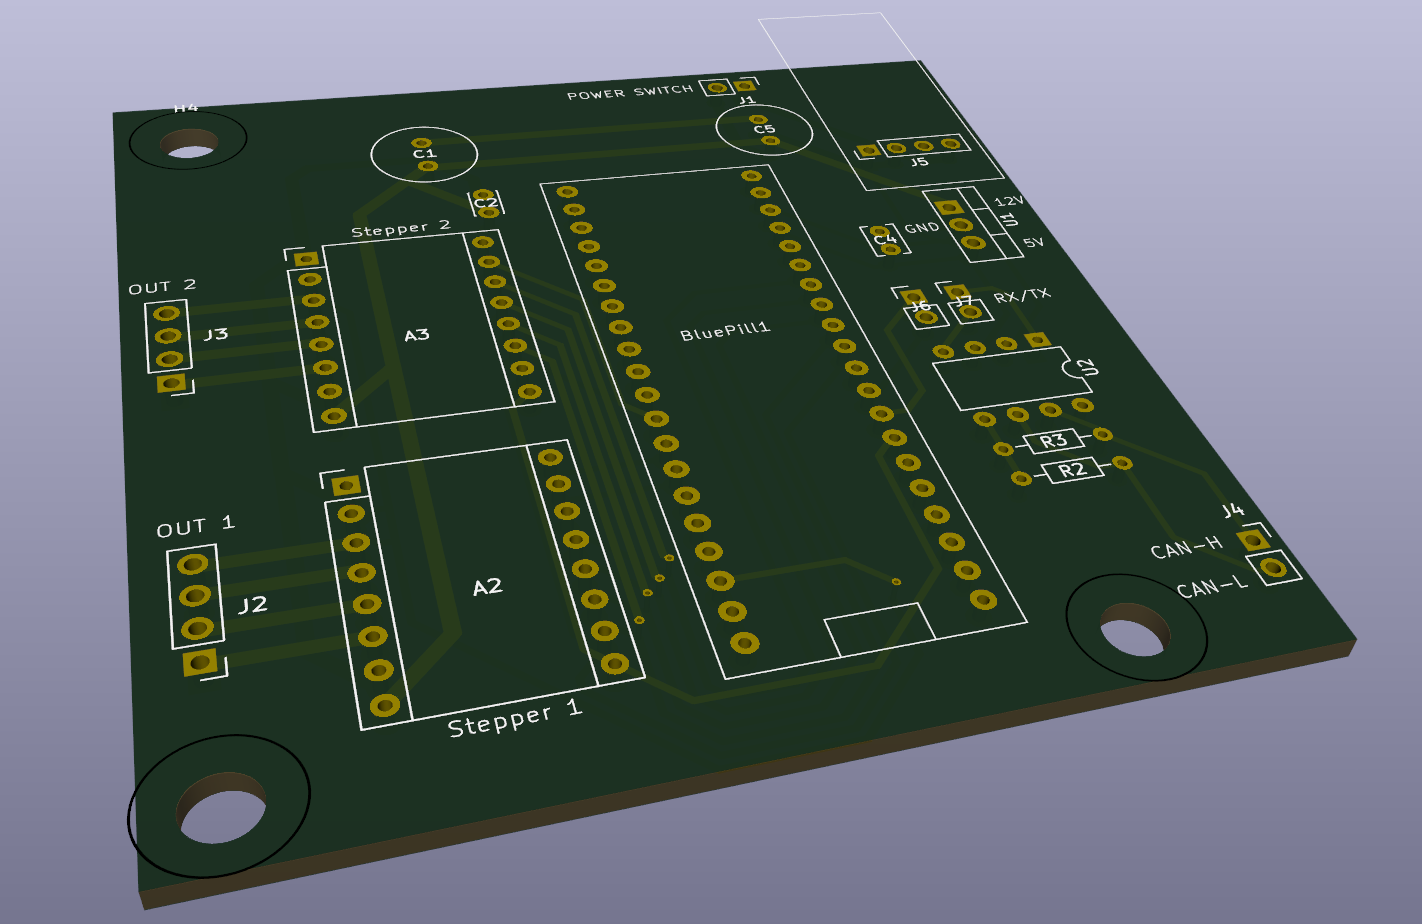 H4
POWER SWITCH
J1
C5
C1
J5
C2
12V
U1
Stepper 2
GND
C4
5V
OUT 2
J6
J7
RX/TX
J3
A3
BluePill1
U2
R3
R2
OUT 1
J4
CAN-H
A2
J2
CAN-L
Stepper 1